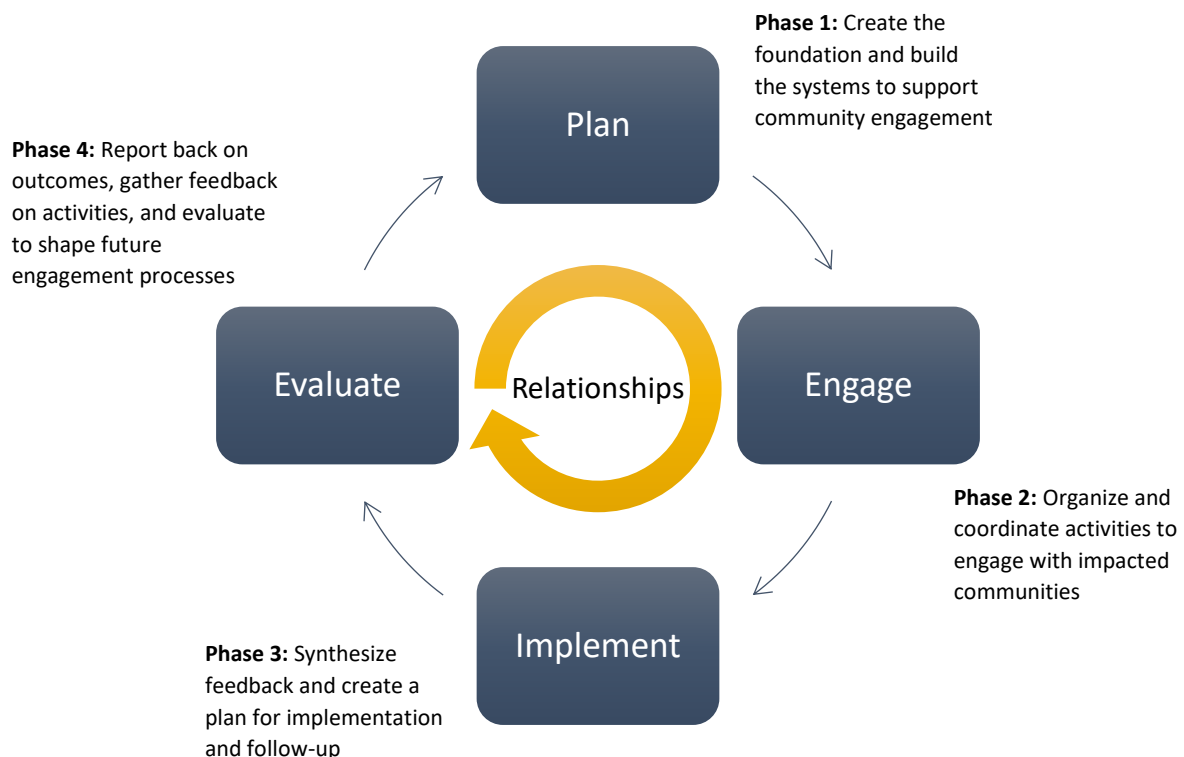 Phase 1: Create the
foundation and build
the systems to support
community engagement
Plan
Phase 4: Report back on
outcomes, gather feedback
on activities, and evaluate
to shape future
engagement processes
Evaluate
Relationships
Engage
Phase 2: Organize and
coordinate activities to
engage with impacted
communities
Implement
Phase 3: Synthesize
feedback and create a
plan for implementation
and follow-up